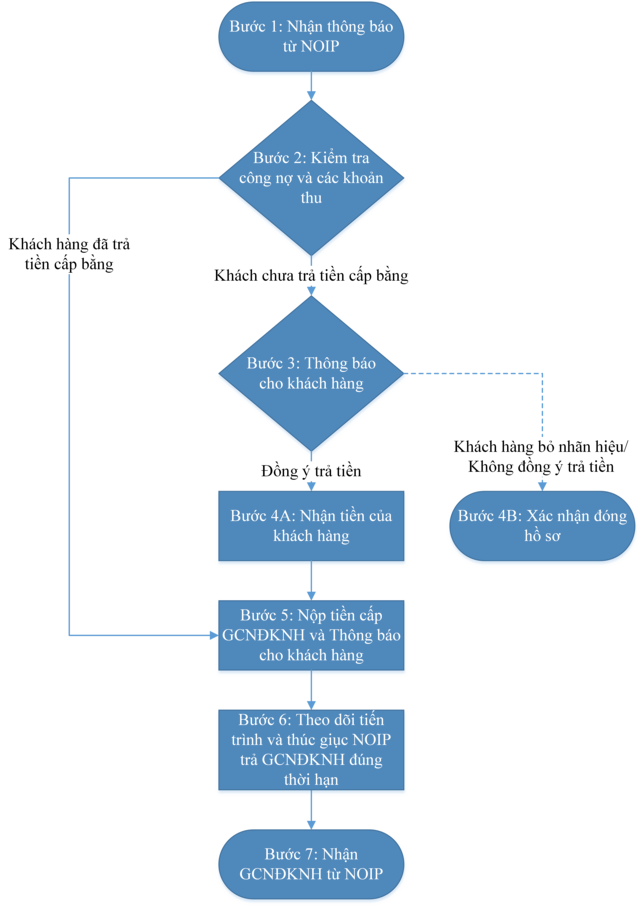 Bước 1: Nhận thông báo
từ NOIP
Bước 2: Kiểm tra
công nợ và các khoản
thu
Khách hàng đã trả
tiền cấp bằng
Khách chưa trả tiền cấp bằng
Bước 3: Thông báo
cho khách hàng
Khách hàng bỏ nhãn hiệu/
Không đồng ý trả tiền
Đồng ý trả tiền
Bước 4A: Nhận tiền của
khách hàng
Bước 4B: Xác nhận đóng
hồ sơ
Bước 5: Nộp tiền cấp
GCNĐKNH và Thông báo
cho khách hàng
Bước 6: Theo dõi tiến
trình và thúc giục NOIP
trả GCNĐKNH đúng
thời hạn
Bước 7: Nhận
GCNĐKNH từ NOIP